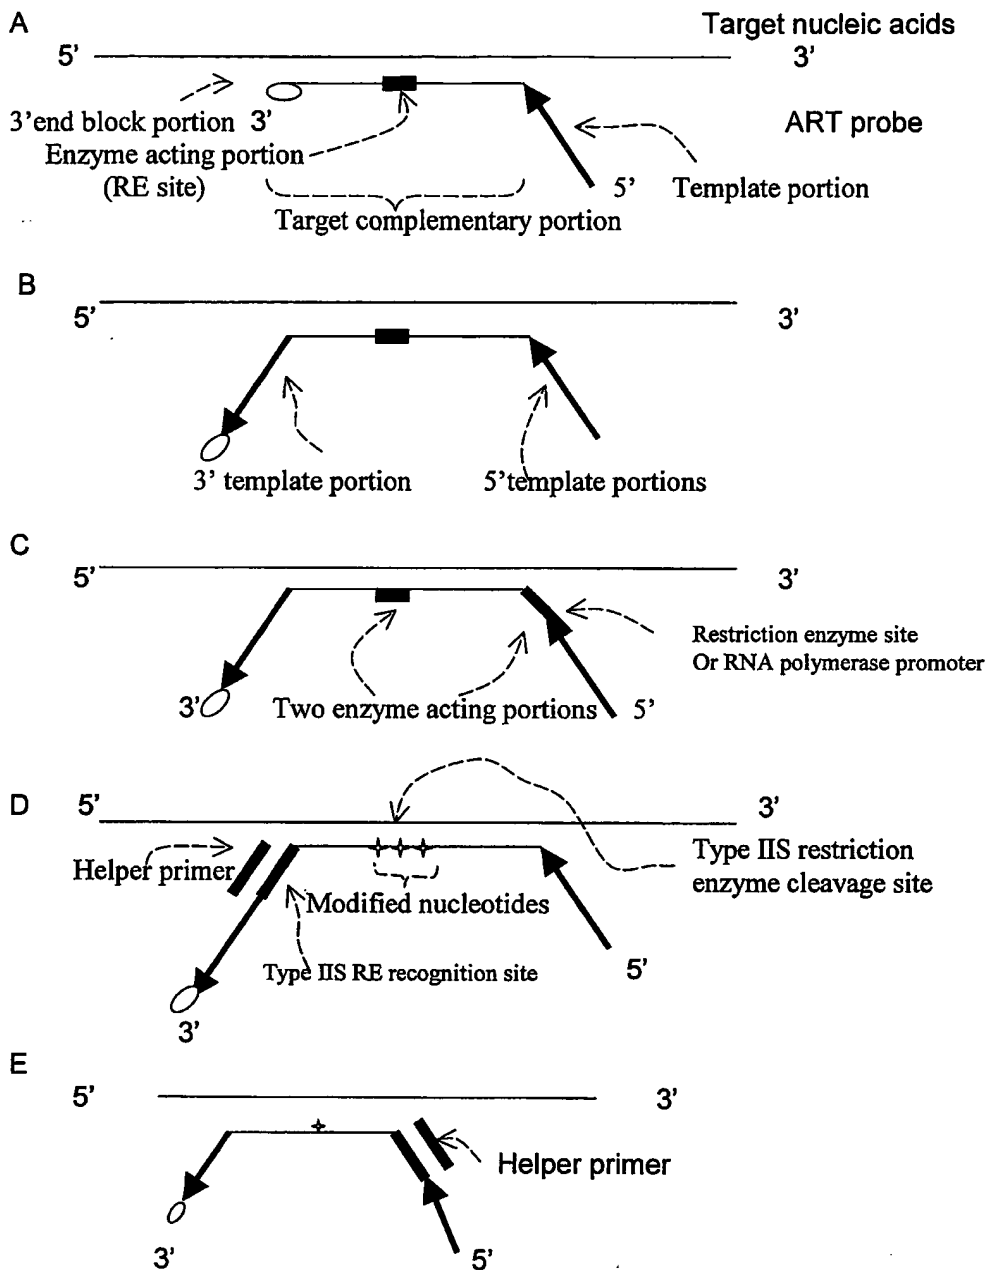 A
Target nucleic acids
5’
3’
3’end block portion 3’
ART probe
Enzyme acting portion
(RE site)
5’
Template portion
Target complementary portion
B
5’
3’
3’ template portion
5’template portions
C
5’
3’
Restriction enzyme site
Or RNA polymerase promoter
3’
Two enzyme acting portions
5’
D
5’
3’
Helper primer
Type IIS restriction
enzyme cleavage site
Modified nucleotides
Type IIS RE recognition site
5’
3’
E
5’
3’
Helper primer
3’
5’